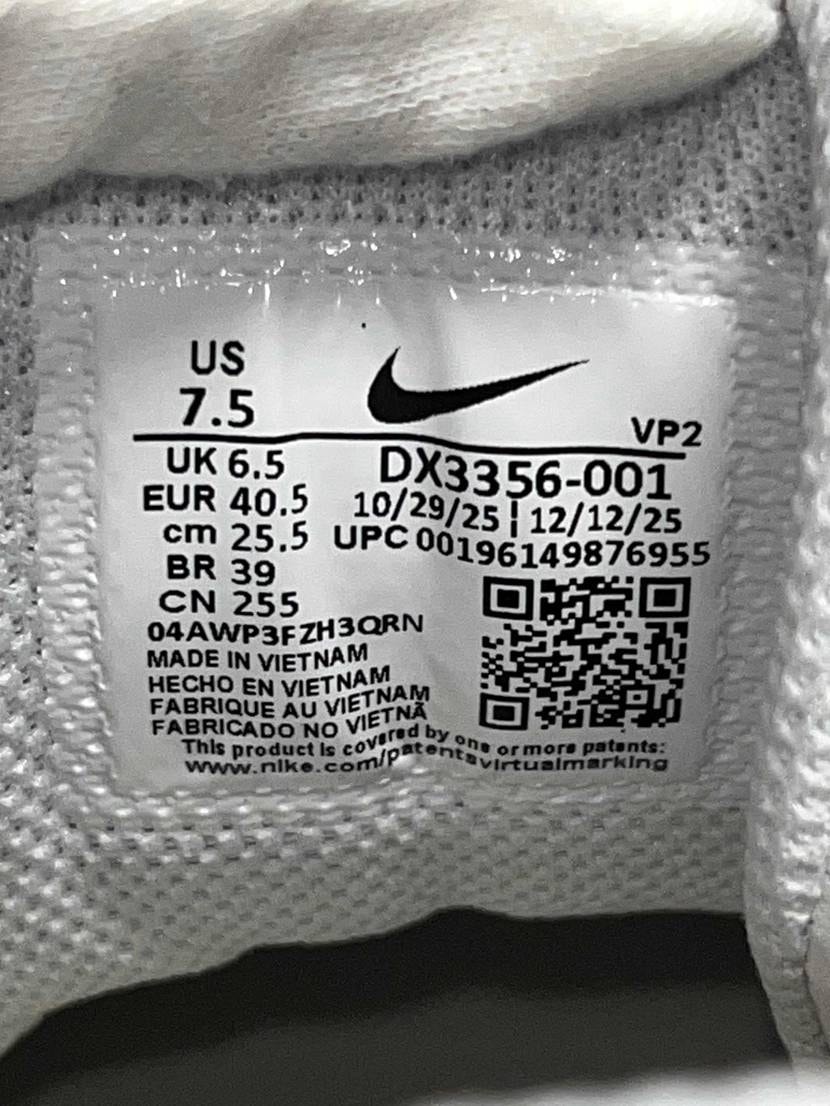 US
7.5
VP2
UK 6.5
DX3356-001
EUR 40.5
10/29/25 | 12/12/25
cm 25.5
UPC 00196149876955
BR 39
CN 255
04AWP3FZH3QRN
MADE IN VIETNAM
HECHO EN VIETNAM
FABRIQUE AU VIETNAM
FABRICADO NO VIETNÃ
This product is covered by one or more patents:
www.nike.com/patentsvirtualmarking